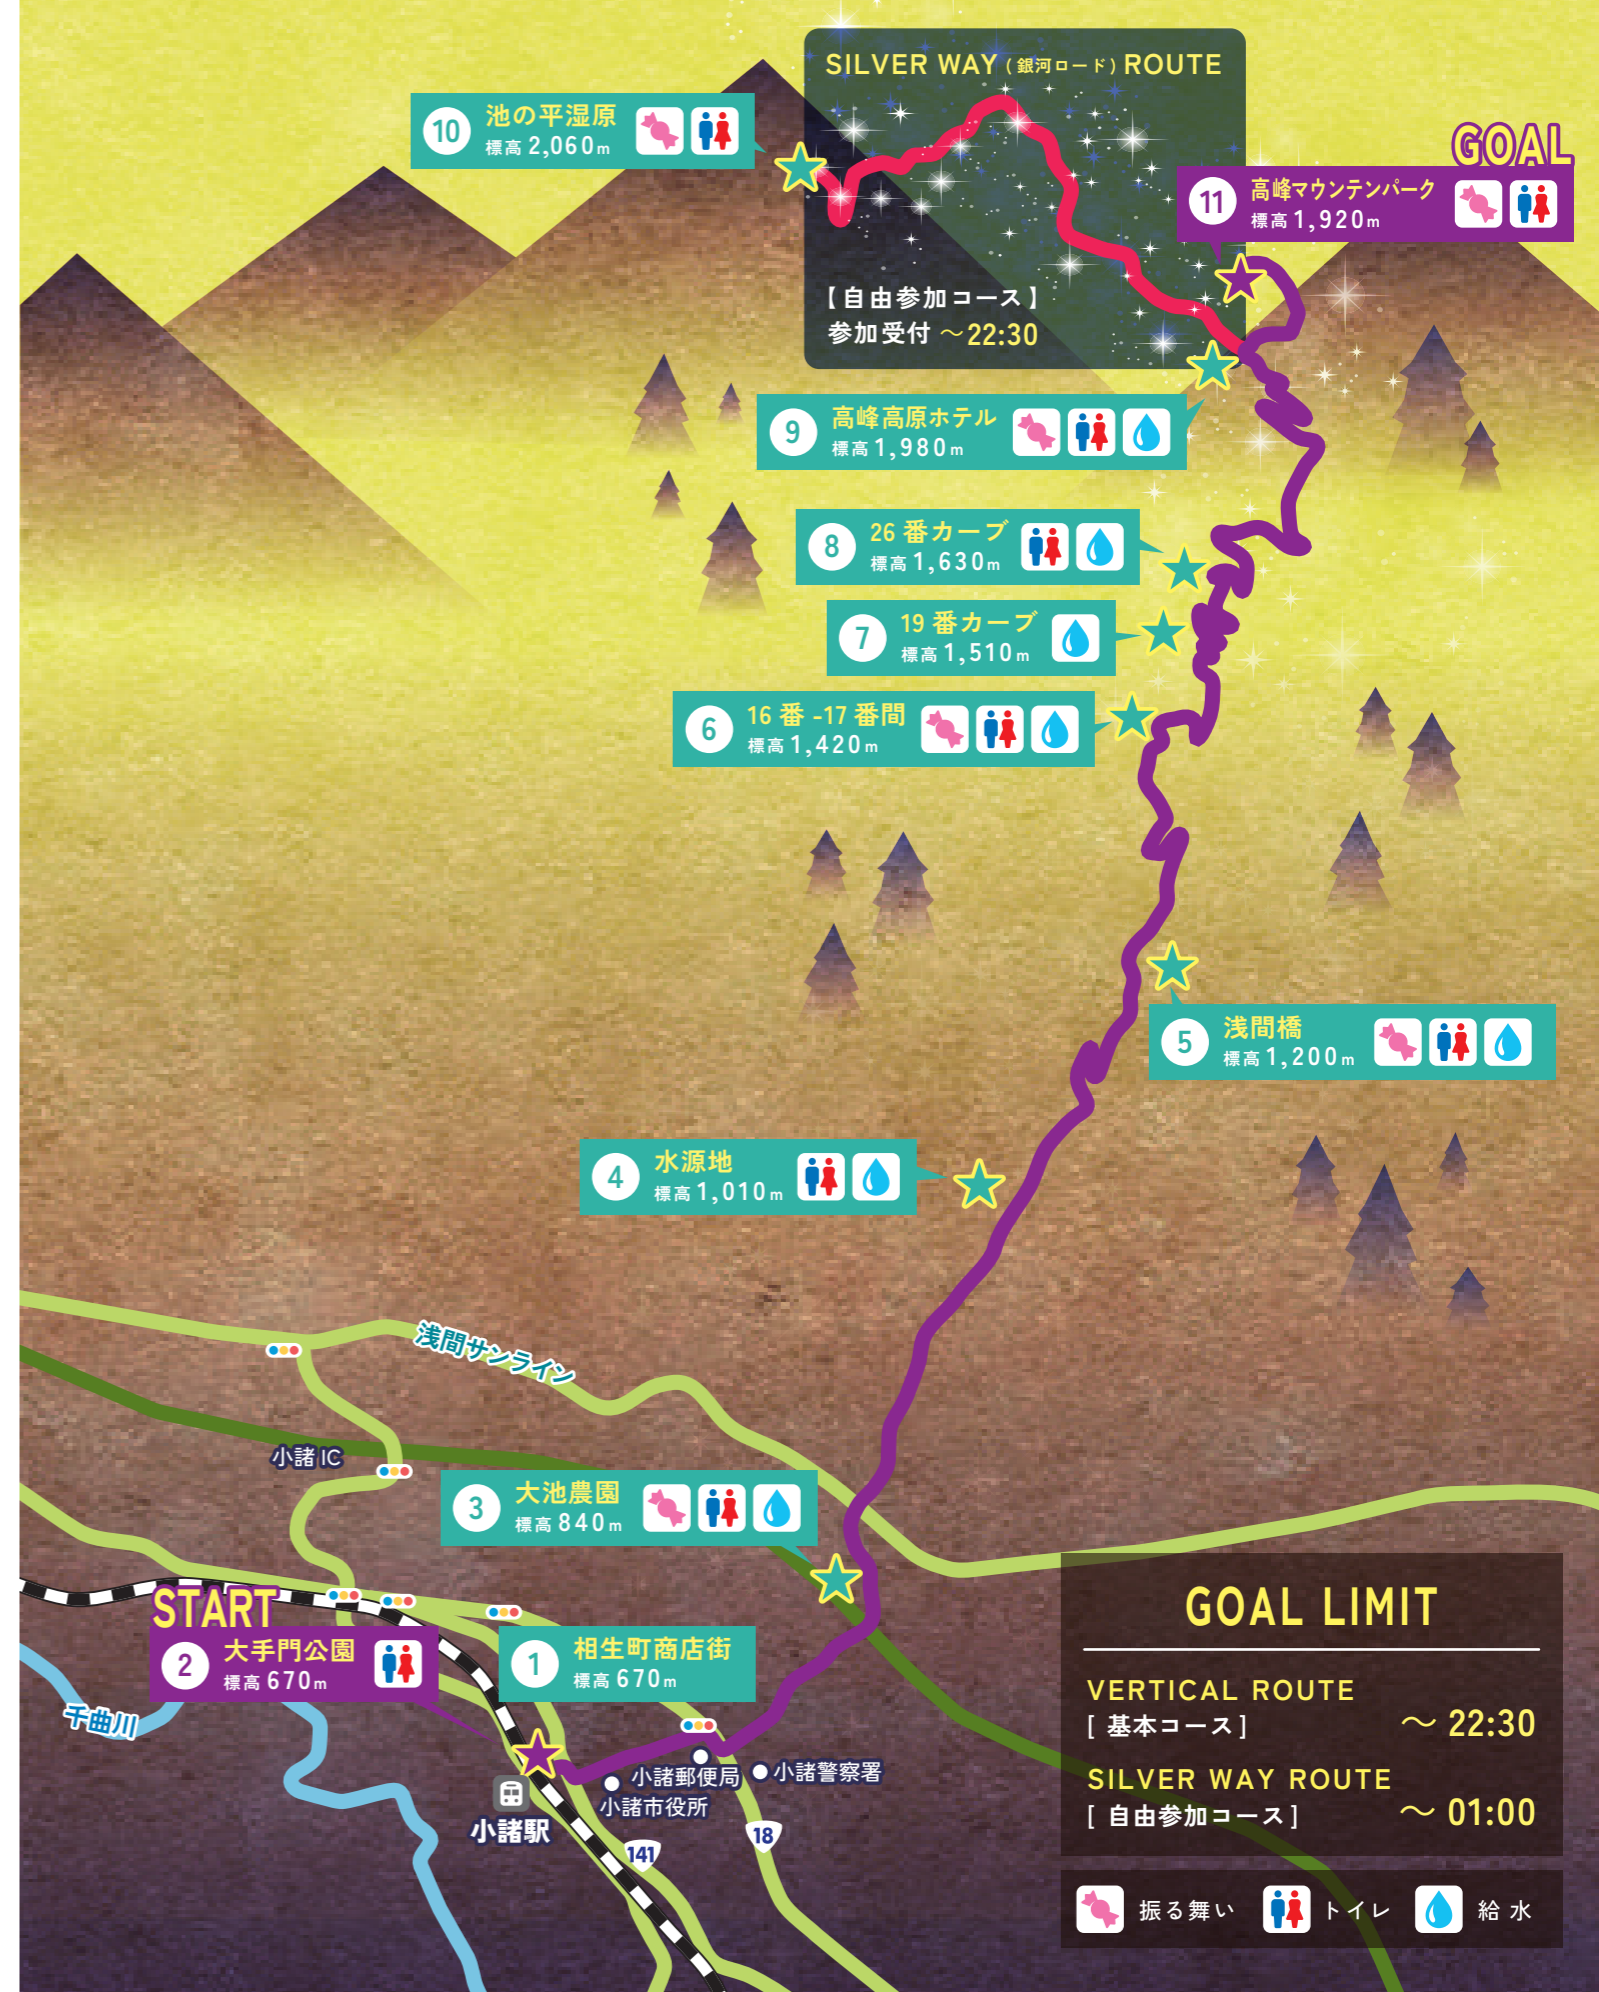 SILVER WAY (銀河ロード) ROUTE
【自由参加コース】
参加受付 〜22:30
GOAL
10 池の平湿原
標高 2,060m
11 高峰マウンテンパーク
標高 1,920m
9 高峰高原ホテル
標高 1,980m
8 26 番カーブ
標高 1,630m
7 19 番カーブ
標高 1,510m
6 16 番 -17 番間
標高 1,420m
5 浅間橋
標高 1,200m
4 水源地
標高 1,010m
浅間サンライン
小諸 IC
3 大池農園
標高 840m
START
2 大手門公園
標高 670m
1 相生町商店街
標高 670m
千曲川
小諸郵便局
小諸警察署
小諸市役所
小諸駅
18
141
GOAL LIMIT
VERTICAL ROUTE
[ 基本コース ]
〜 22:30
SILVER WAY ROUTE
[ 自由参加コース ]
〜 01:00
振る舞い トイレ 給 水